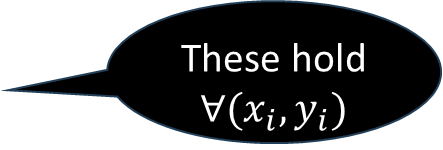 These hold
∀(𝑥ᵢ, 𝑦ᵢ)